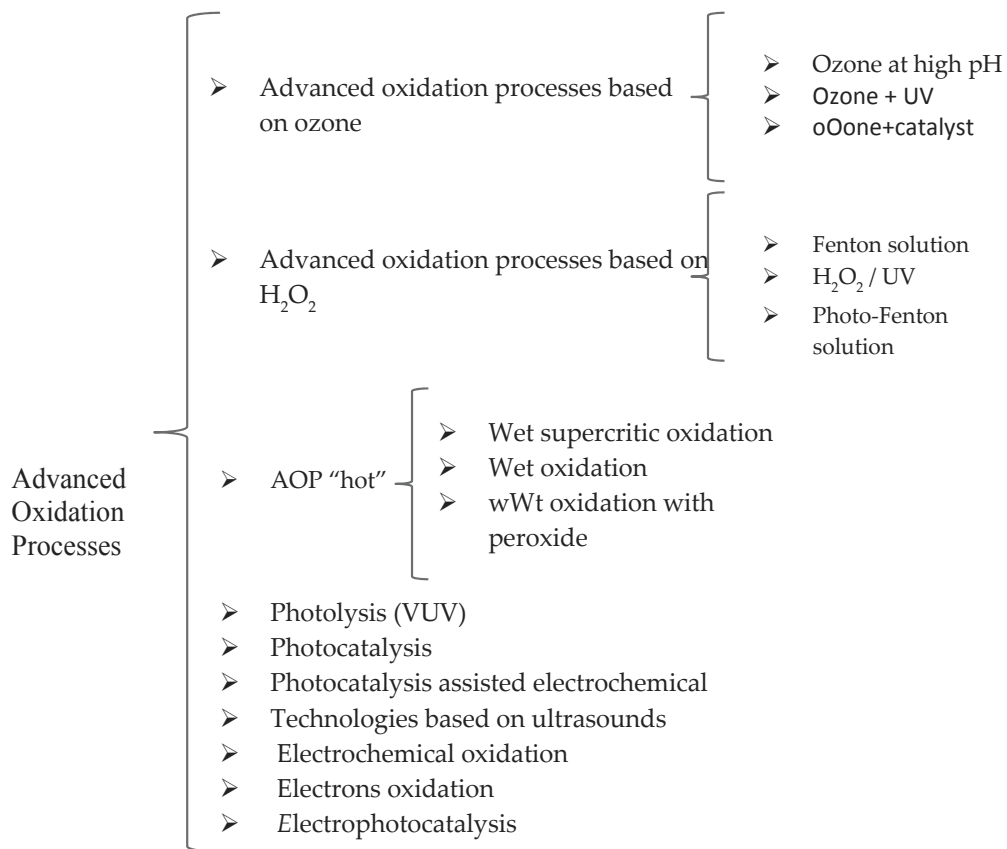 Advanced
Oxidation
Processes
➢ Advanced oxidation processes based
on ozone
➢ Ozone at high pH
➢ Ozone + UV
➢ oOone+catalyst
➢ Advanced oxidation processes based on
H₂O₂
➢ Fenton solution
➢ H₂O₂ / UV
➢ Photo-Fenton
solution
➢ AOP “hot”
➢ Wet supercritic oxidation
➢ Wet oxidation
➢ wWt oxidation with
peroxide
➢ Photolysis (VUV)
➢ Photocatalysis
➢ Photocatalysis assisted electrochemical
➢ Technologies based on ultrasounds
➢ Electrochemical oxidation
➢ Electrons oxidation
➢ Electrophotocatalysis